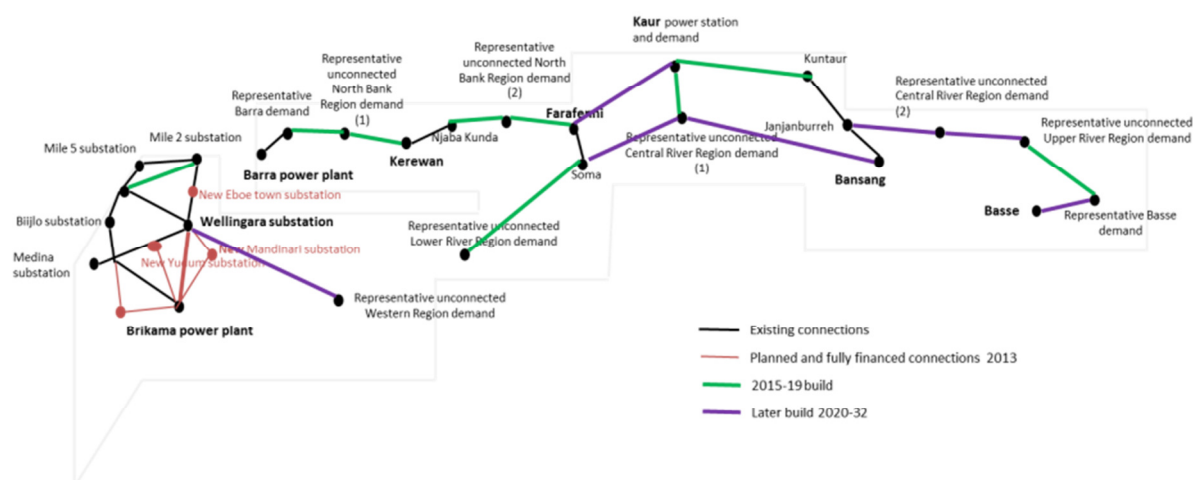 Kaur power station
and demand
Representative
unconnected North
Bank Region demand
(2)
Representative
unconnected
North Bank
Region demand
(1)
Kuntaur
Representative unconnected
Central River Region demand
(2)
Representative
Barra demand
Farafenni
Representative unconnected
Upper River Region demand
Mile 2 substation
Njaba Kunda
Janjanburreh
Representative unconnected
Central River Region demand
(1)
Mile 5 substation
Kerewan
Barra power plant
Soma
Bansang
New Eboe town substation
Basse
Representative Basse
demand
Biijlo substation
Wellingara substation
Representative unconnected
Lower River Region demand
New Mandinari substation
Medina
substation
New Yundum substation
Representative unconnected
Western Region demand
Brikama power plant
Existing connections
Planned and fully financed connections 2013
2015-19 build
Later build 2020-32